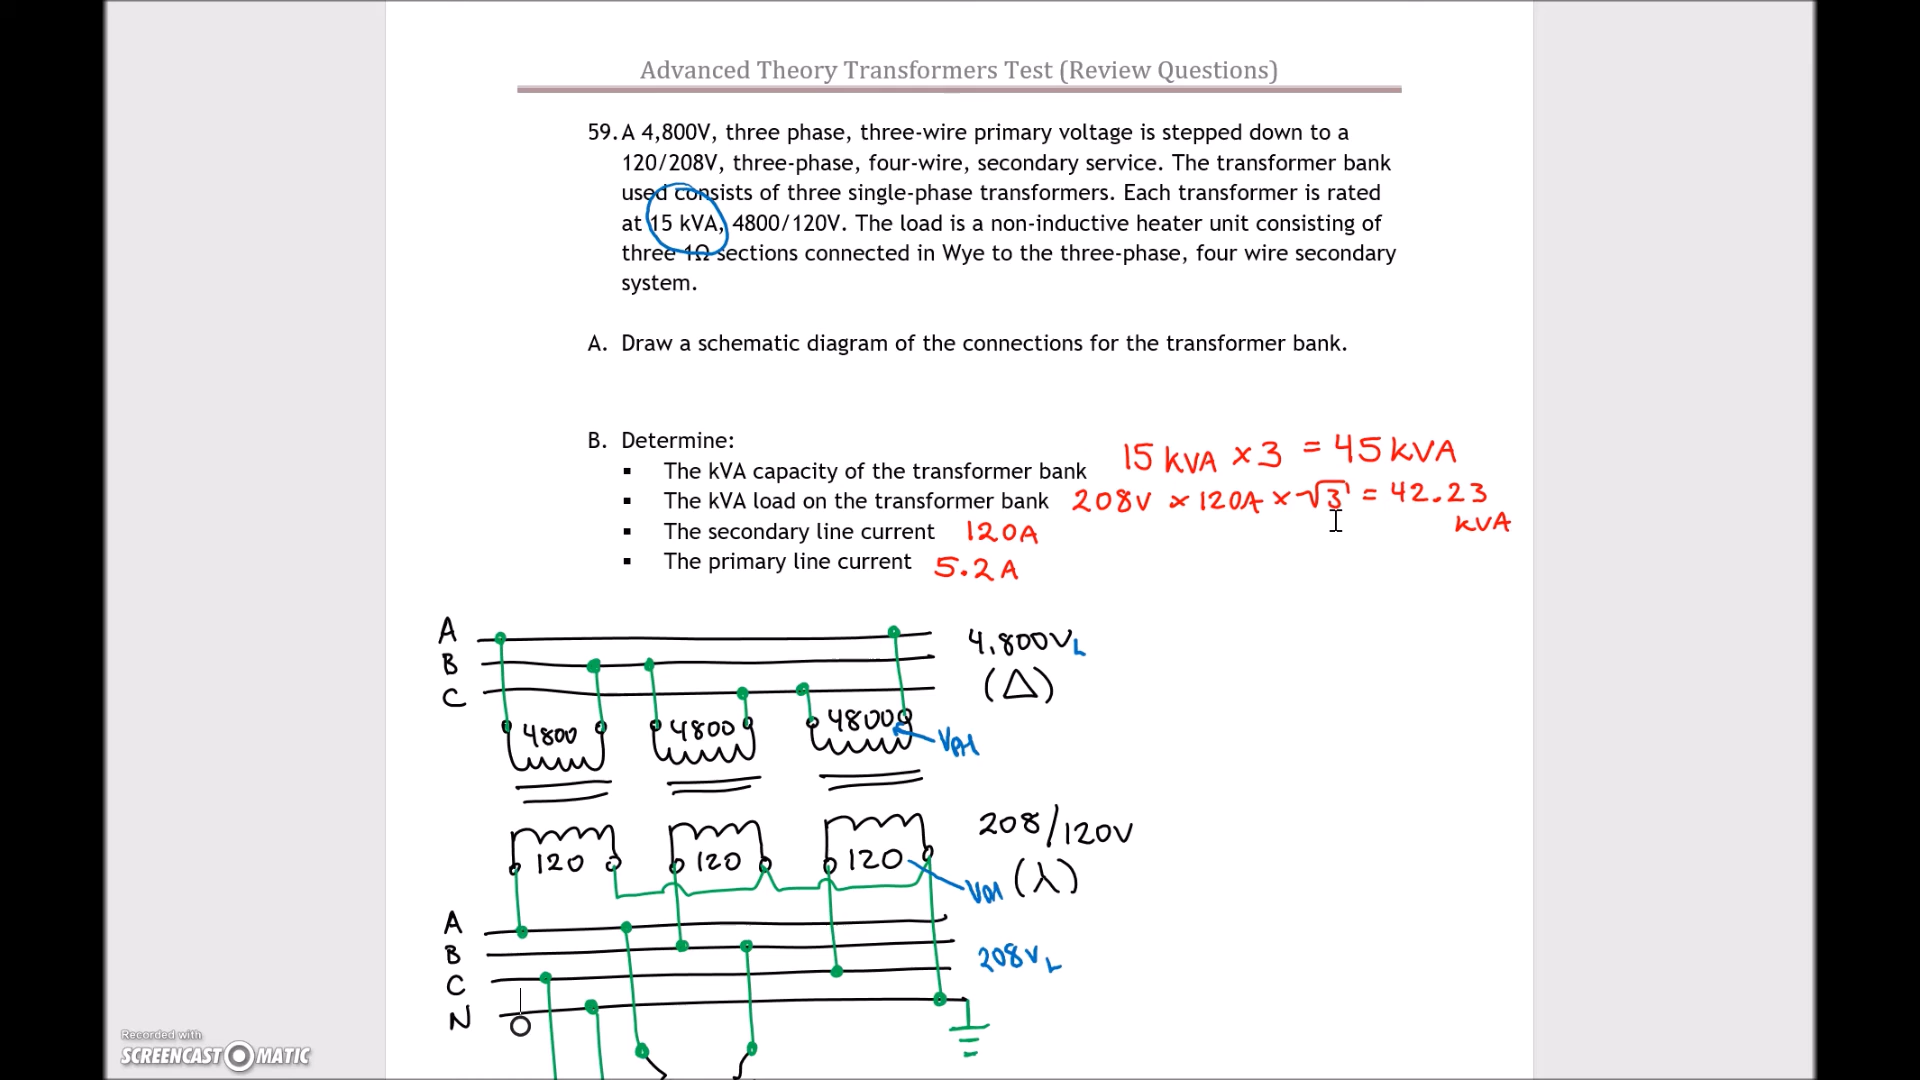 Advanced Theory Transformers Test (Review Questions)
59. A 4,800V, three phase, three-wire primary voltage is stepped down to a
120/208V, three-phase, four-wire, secondary service. The transformer bank
used consists of three single-phase transformers. Each transformer is rated
at 15 kVA, 4800/120V. The load is a non-inductive heater unit consisting of
three 1Ω sections connected in Wye to the three-phase, four wire secondary
system.
A. Draw a schematic diagram of the connections for the transformer bank.
B. Determine:
▪ The kVA capacity of the transformer bank 15 kVA × 3 = 45 kVA
▪ The kVA load on the transformer bank 208V × 120A × √3 = 42.23
kVA
▪ The secondary line current 120A
▪ The primary line current 5.2A
A
B
C
4,800VL
(Δ)
4800 4800 4800
VPH
120 120 120
208/120V
(⅄)
A
B
C
N
208VL
Recorded with
SCREENCAST MATIC